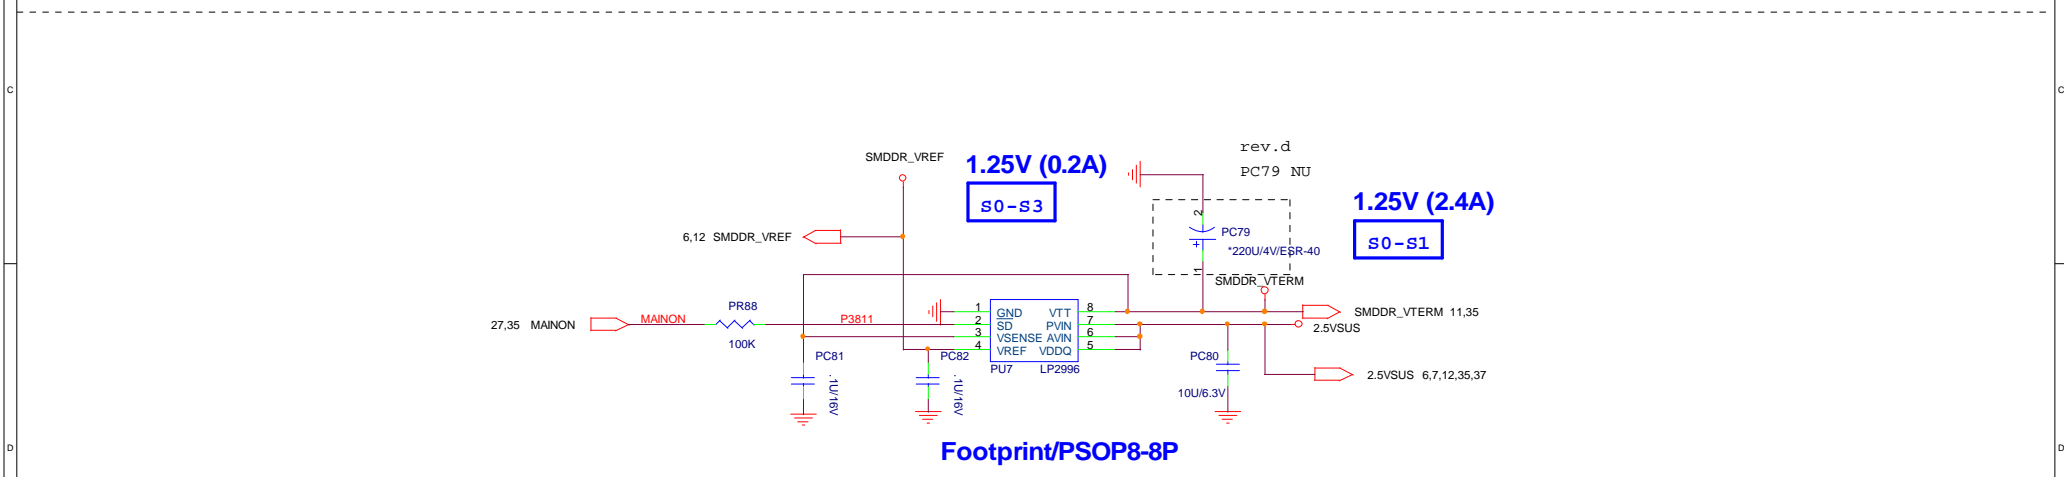 C
C
rev.d
SMDDR_VREF
1.25V (0.2A)
PC79 NU
S0-S3
1.25V (2.4A)
2
6,12 SMDDR_VREF
PC79
S0-S1
+
*220U/4V/ESR-40
1
SMDDR_VTERM
PR88
1 GND VTT 8
SMDDR_VTERM 11,35
27,35 MAINON
MAINON
P3811
2 SD PVIN 7
2.5VSUS
3 VSENSE AVIN 6
100K
4 VREF VDDQ 5
PC81
PC82
PU7 LP2996
PC80
.1U/16V
.1U/16V
2.5VSUS 6,7,12,35,37
10U/6.3V
Footprint/PSOP8-8P
D
D